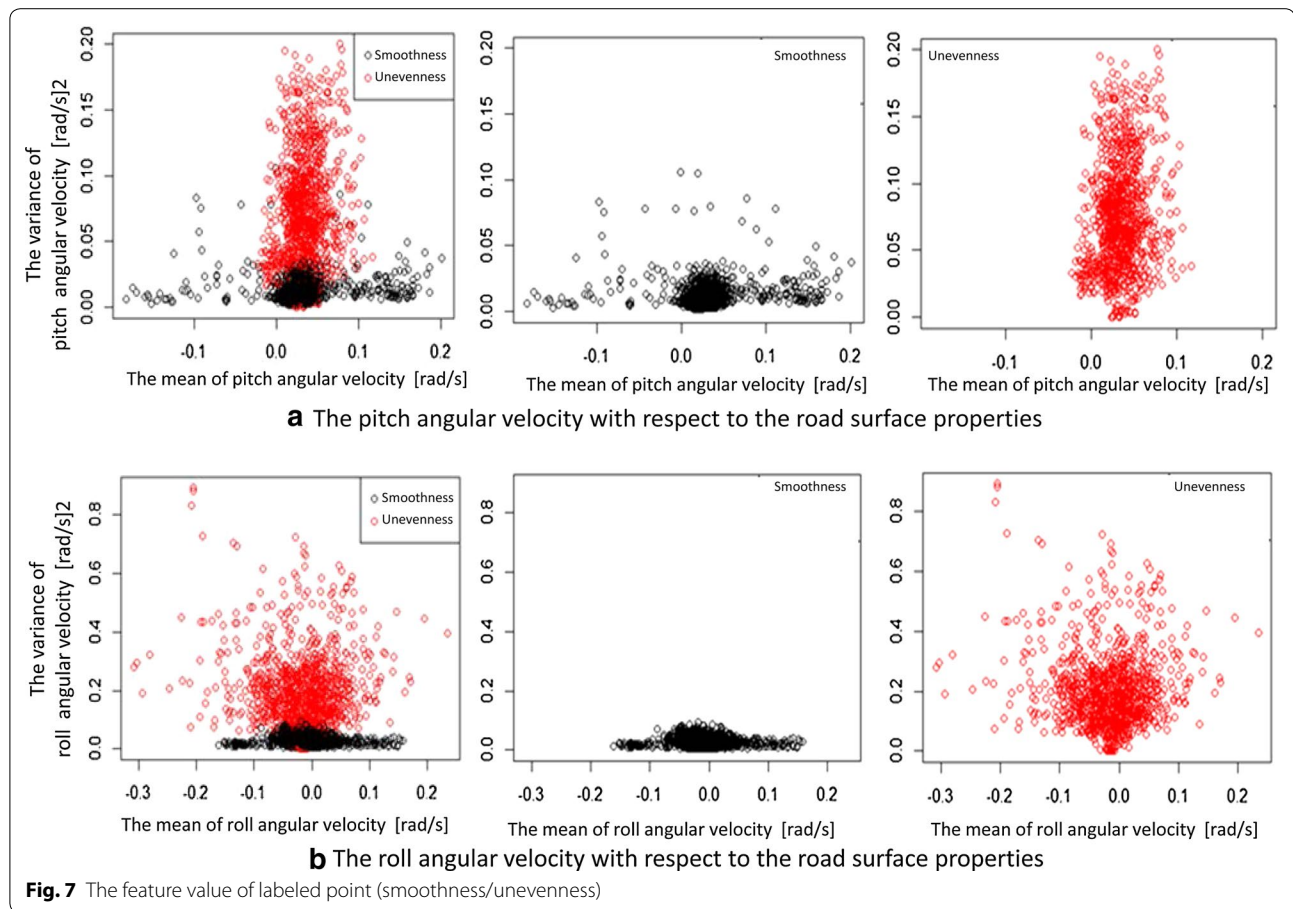 The variance of
pitch angular velocity [rad/s]2
0.00 0.05 0.10 0.15 0.20
Smoothness
Unevenness
-0.1 0.0 0.1 0.2
The mean of pitch angular velocity [rad/s]
0.00 0.05 0.10 0.15 0.20
Smoothness
-0.1 0.0 0.1 0.2
The mean of pitch angular velocity [rad/s]
0.00 0.05 0.10 0.15 0.20
Unevenness
-0.1 0.0 0.1 0.2
The mean of pitch angular velocity [rad/s]
a The pitch angular velocity with respect to the road surface properties
The variance of
roll angular velocity [rad/s]2
0.0 0.2 0.4 0.6 0.8
Smoothness
Unevenness
-0.3 -0.2 -0.1 0.0 0.1 0.2
The mean of roll angular velocity [rad/s]
0.0 0.2 0.4 0.6 0.8
Smoothness
-0.3 -0.2 -0.1 0.0 0.1 0.2
The mean of roll angular velocity [rad/s]
0.0 0.2 0.4 0.6 0.8
Unevenness
-0.3 -0.2 -0.1 0.0 0.1 0.2
The mean of roll angular velocity [rad/s]
b The roll angular velocity with respect to the road surface properties
Fig. 7 The feature value of labeled point (smoothness/unevenness)